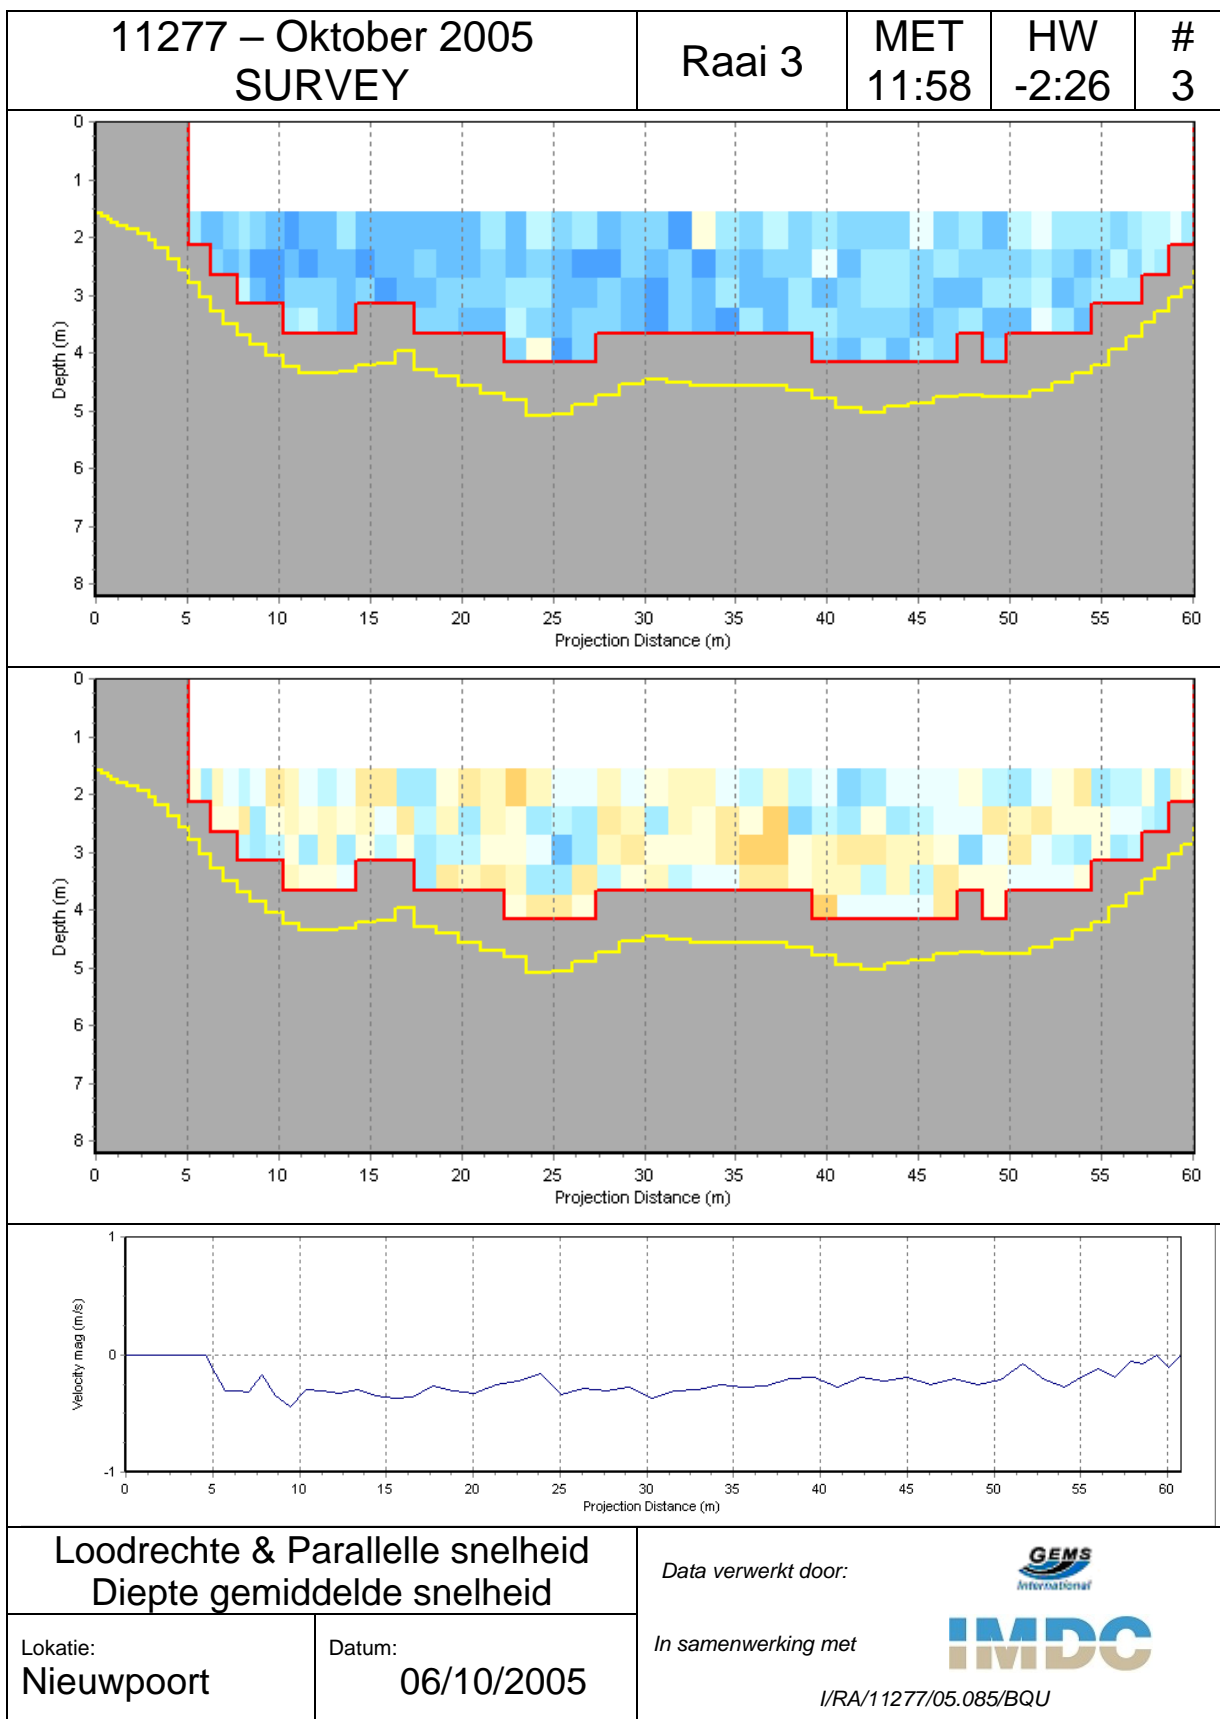 11277 – Oktober 2005
SURVEY
Raai 3
MET
11:58
HW
-2:26
#
3
0
1
2
3
4
5
6
7
8
Depth (m)
0 5 10 15 20 25 30 35 40 45 50 55 60
Projection Distance (m)
0
1
2
3
4
5
6
7
8
Depth (m)
0 5 10 15 20 25 30 35 40 45 50 55 60
Projection Distance (m)
1
0
-1
Velocity mag (m/s)
0 5 10 15 20 25 30 35 40 45 50 55 60
Projection Distance (m)
Loodrechte & Parallelle snelheid
Diepte gemiddelde snelheid
Lokatie:
Nieuwpoort
Datum:
06/10/2005
Data verwerkt door:
GEMS
International
In samenwerking met
IMDC
I/RA/11277/05.085/BQU